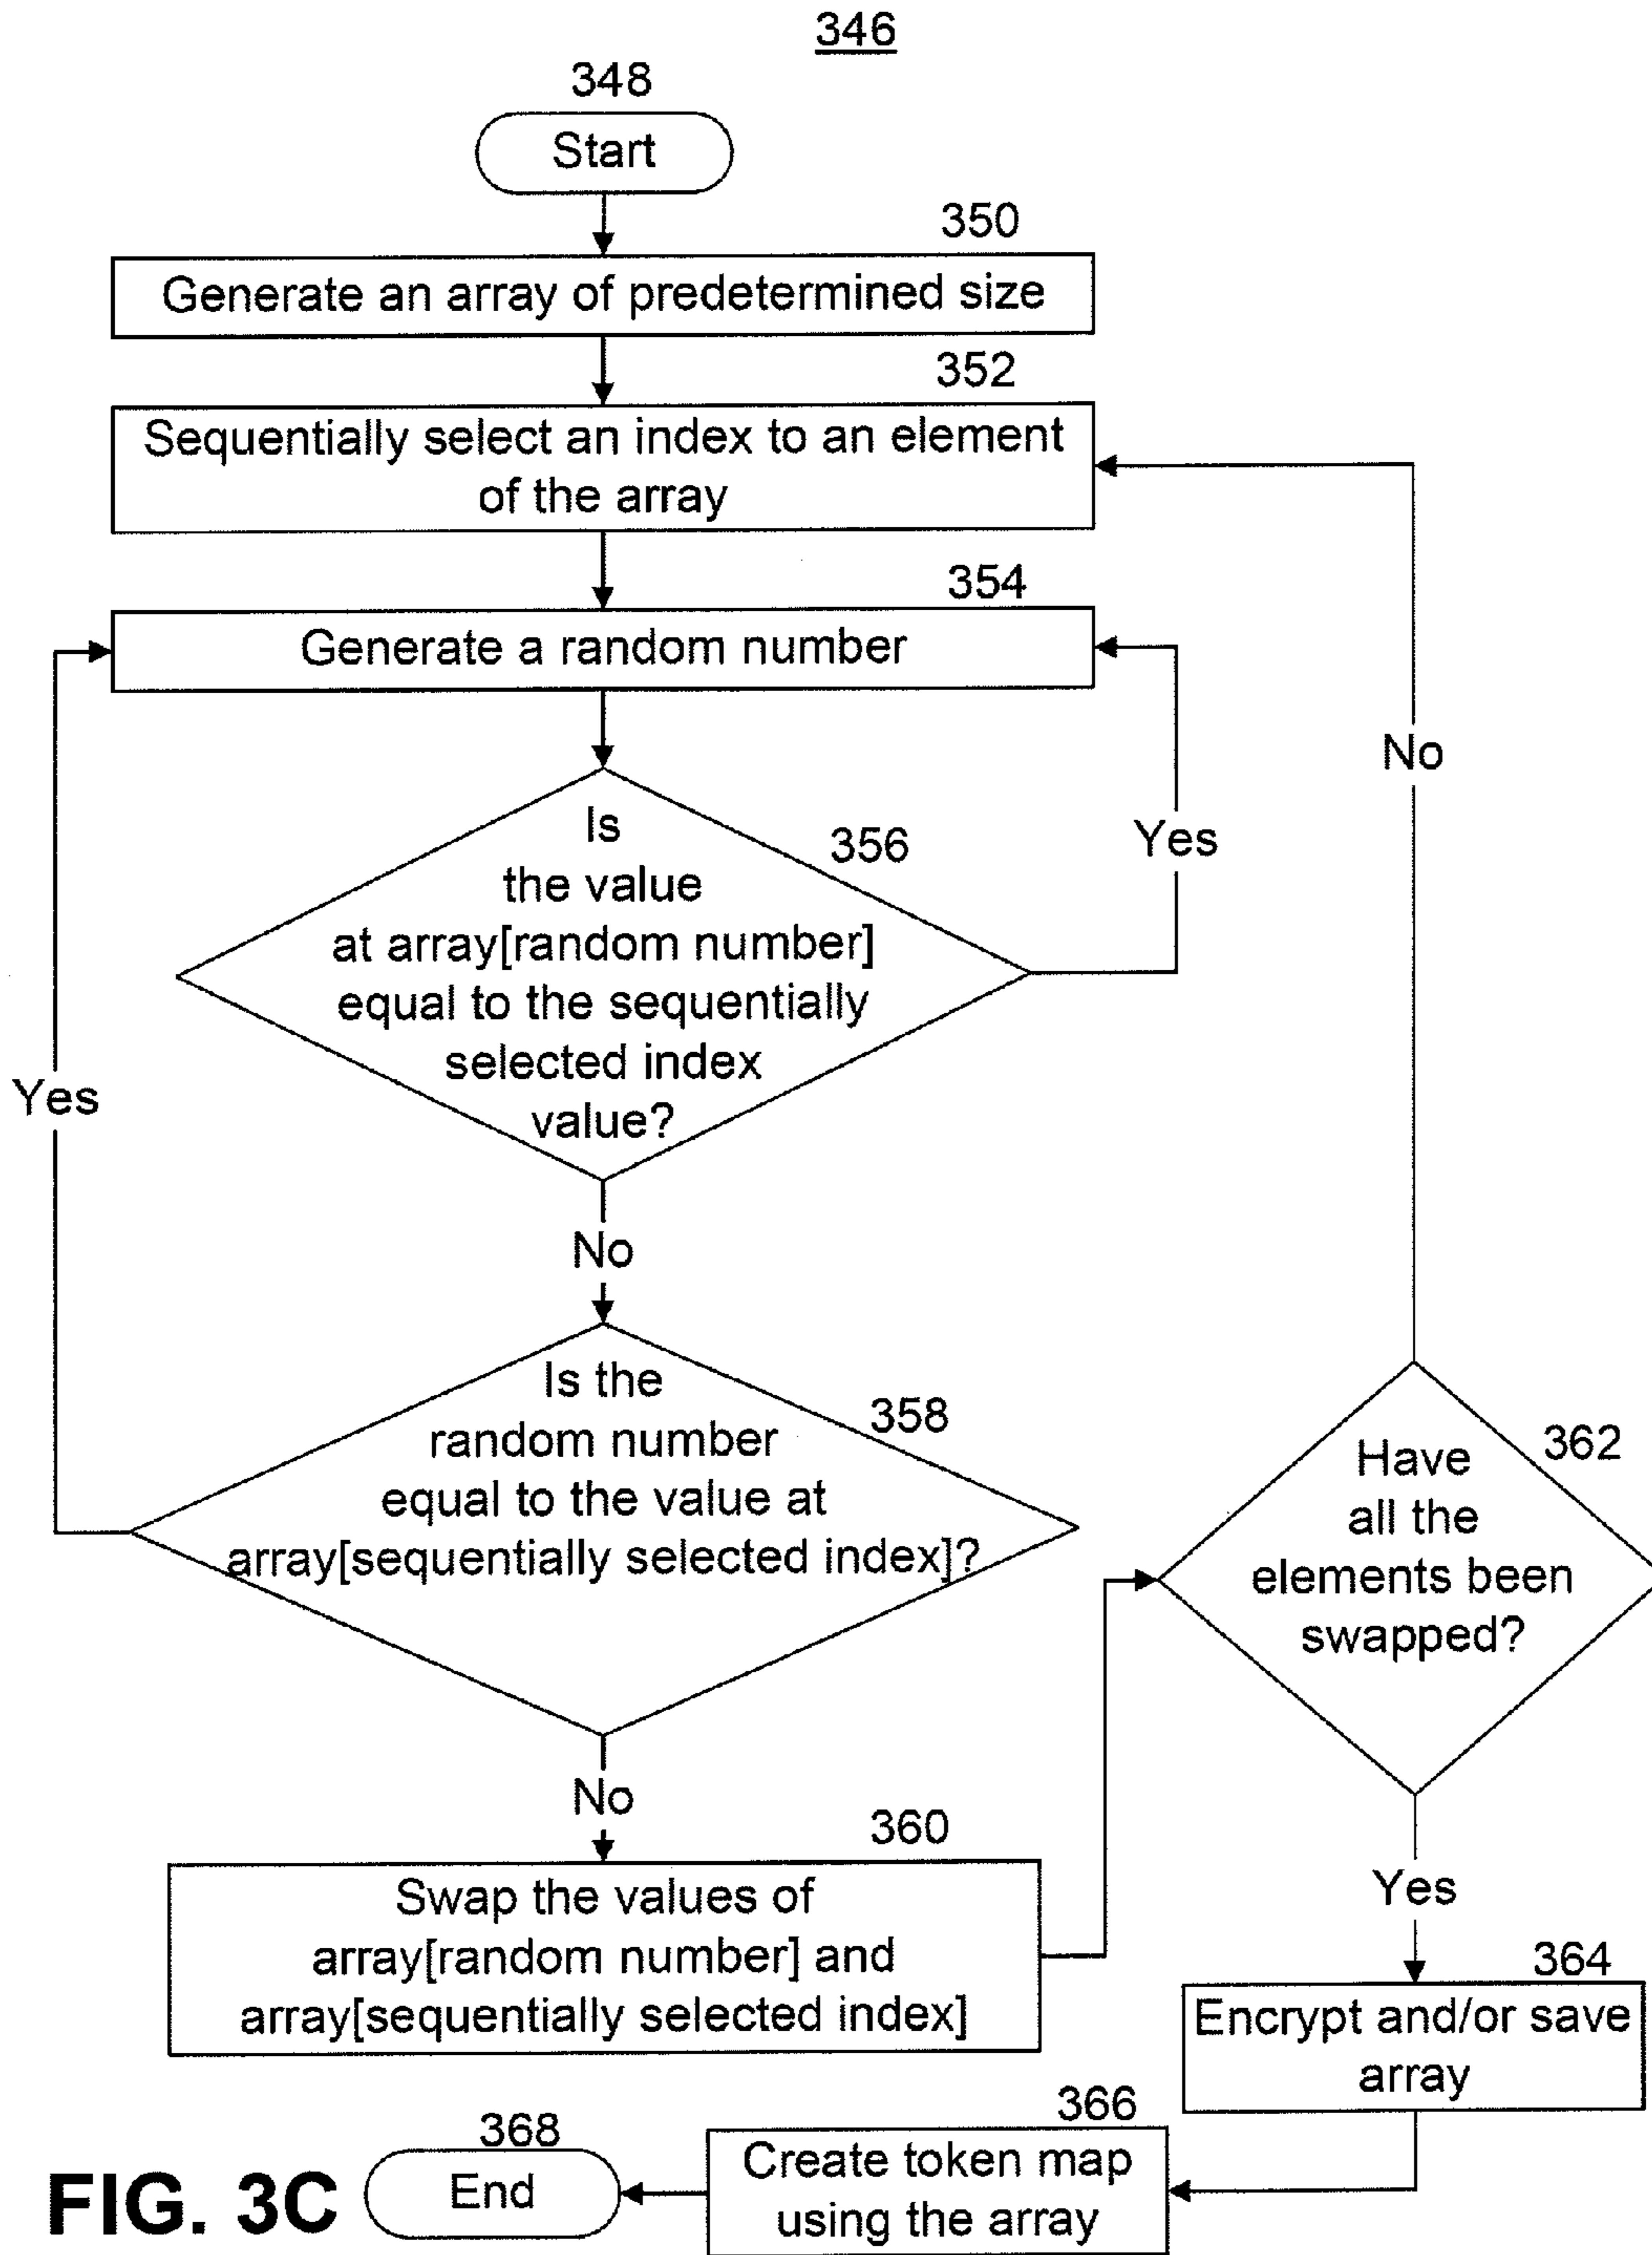 346
348
Start
350
Generate an array of predetermined size
352
Sequentially select an index to an element
of the array
354
Generate a random number
Is
the value
at array[random number]
equal to the sequentially
selected index
value?
356
Yes
No
Yes
No
Is the
random number
equal to the value at
array[sequentially selected index]?
358
Have
all the
elements been
swapped?
362
No
360
Swap the values of
array[random number] and
array[sequentially selected index]
Yes
364
Encrypt and/or save
array
366
Create token map
using the array
368
End
FIG. 3C